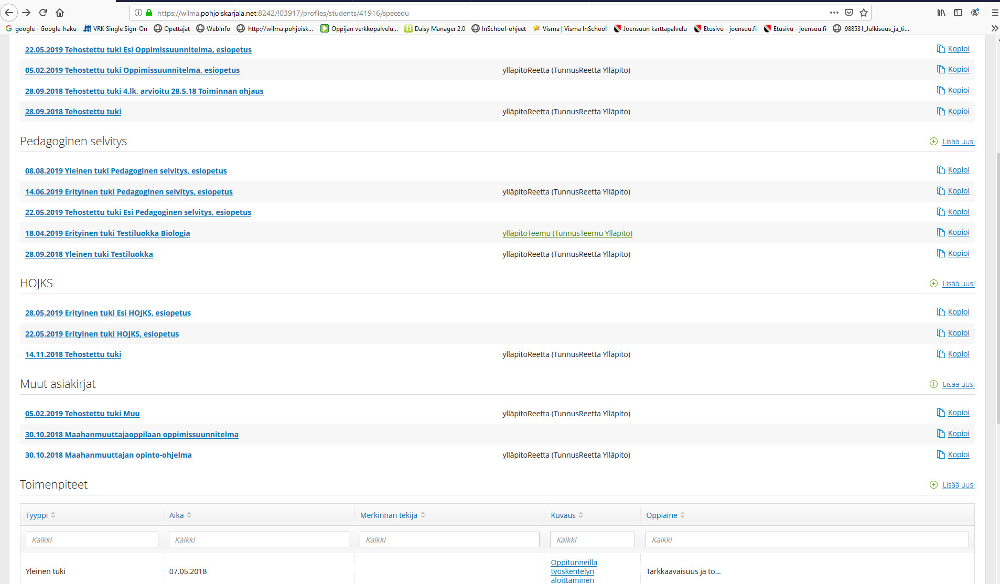 https://wilma.pohjoiskarjala.net:8242/!03917/profiles/students/41916/specedu
google - Google-haku VRK Single Sign-On Opettajat WebInfo http://wilma.pohjoisk... Oppijan verkkopalvelu... Daisy Manager 2.0 InSchool-ohjeet Visma | Visma InSchool Joensuun karttapalvelu Etusivu - joensuu.fi Etusivu - joensuu.fi 988531_Julkisuus_ja_ti...
22.05.2019 Tehostettu tuki Esi Oppimissuunnitelma, esiopetus Kopioi
05.02.2019 Tehostettu tuki Oppimissuunnitelma, esiopetus ylläpitoReetta (TunnusReetta Ylläpito) Kopioi
28.09.2018 Tehostettu tuki 4.lk, arvioitu 28.5.18 Toiminnan ohjaus Kopioi
28.09.2018 Tehostettu tuki ylläpitoReetta (TunnusReetta Ylläpito) Kopioi
Pedagoginen selvitys Lisää uusi
08.08.2019 Yleinen tuki Pedagoginen selvitys, esiopetus Kopioi
14.06.2019 Erityinen tuki Pedagoginen selvitys, esiopetus ylläpitoReetta (TunnusReetta Ylläpito) Kopioi
22.05.2019 Tehostettu tuki Esi Pedagoginen selvitys, esiopetus Kopioi
18.04.2019 Erityinen tuki Testiluokka Biologia ylläpitoTeemu (TunnusTeemu Ylläpito) Kopioi
28.09.2018 Yleinen tuki Testiluokka ylläpitoReetta (TunnusReetta Ylläpito) Kopioi
HOJKS Lisää uusi
28.05.2019 Erityinen tuki Esi HOJKS, esiopetus Kopioi
22.05.2019 Erityinen tuki HOJKS, esiopetus Kopioi
14.11.2018 Tehostettu tuki ylläpitoReetta (TunnusReetta Ylläpito) Kopioi
Muut asiakirjat Lisää uusi
05.02.2019 Tehostettu tuki Muu ylläpitoReetta (TunnusReetta Ylläpito) Kopioi
30.10.2018 Maahanmuuttajaoppilaan oppimissuunnitelma Kopioi
30.10.2018 Maahanmuuttajan opinto-ohjelma ylläpitoReetta (TunnusReetta Ylläpito) Kopioi
Toimenpiteet Lisää uusi
Tyyppi Aika Merkinnän tekijä Kuvaus Oppiaine
Kaikki Kaikki Kaikki Kaikki Kaikki
Yleinen tuki 07.05.2018 Oppitunneilla työskentelyn aloittaminen Tarkkaavaisuus ja to...